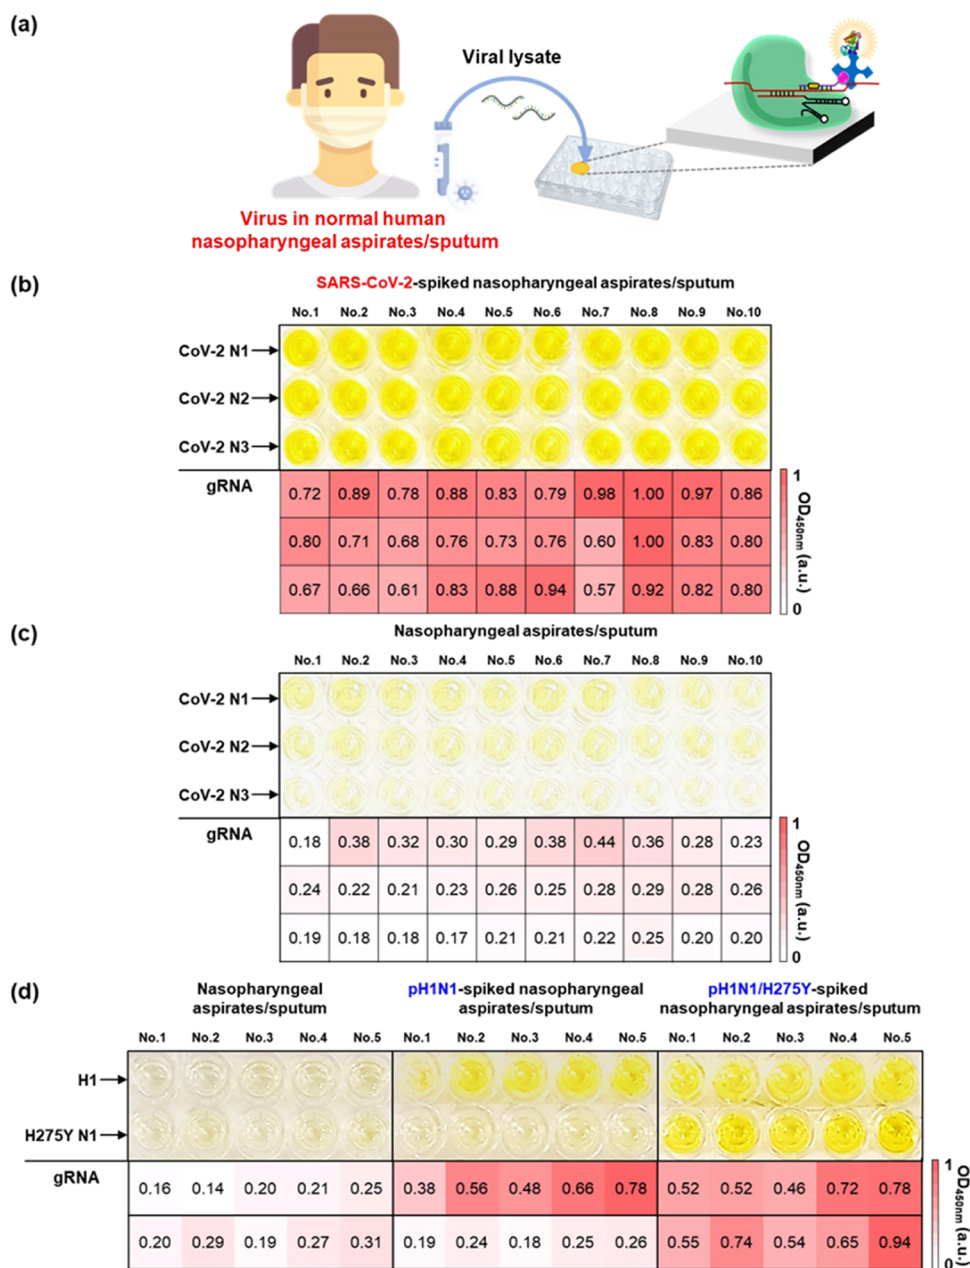 (a)
Viral lysate
Virus in normal human
nasopharyngeal aspirates/sputum
(b)
SARS-CoV-2-spiked nasopharyngeal aspirates/sputum
No.1 No.2 No.3 No.4 No.5 No.6 No.7 No.8 No.9 No.10
CoV-2 N1
CoV-2 N2
CoV-2 N3
gRNA
0.72 0.89 0.78 0.88 0.83 0.79 0.98 1.00 0.97 0.86
0.80 0.71 0.68 0.76 0.73 0.76 0.60 1.00 0.83 0.80
0.67 0.66 0.61 0.83 0.88 0.94 0.57 0.92 0.82 0.80
1
OD450nm (a.u.)
0
(c)
Nasopharyngeal aspirates/sputum
No.1 No.2 No.3 No.4 No.5 No.6 No.7 No.8 No.9 No.10
CoV-2 N1
CoV-2 N2
CoV-2 N3
gRNA
0.18 0.38 0.32 0.30 0.29 0.38 0.44 0.36 0.28 0.23
0.24 0.22 0.21 0.23 0.26 0.25 0.28 0.29 0.28 0.26
0.19 0.18 0.18 0.17 0.21 0.21 0.22 0.25 0.20 0.20
1
OD450nm (a.u.)
0
(d)
Nasopharyngeal
aspirates/sputum
pH1N1-spiked nasopharyngeal
aspirates/sputum
pH1N1/H275Y-spiked
nasopharyngeal aspirates/sputum
No.1 No.2 No.3 No.4 No.5 No.1 No.2 No.3 No.4 No.5 No.1 No.2 No.3 No.4 No.5
H1
H275Y N1
gRNA
0.16 0.14 0.20 0.21 0.25 0.38 0.56 0.48 0.66 0.78 0.52 0.52 0.46 0.72 0.78
0.20 0.29 0.19 0.27 0.31 0.19 0.24 0.18 0.25 0.26 0.55 0.74 0.54 0.65 0.94
1
OD450nm (a.u.)
0